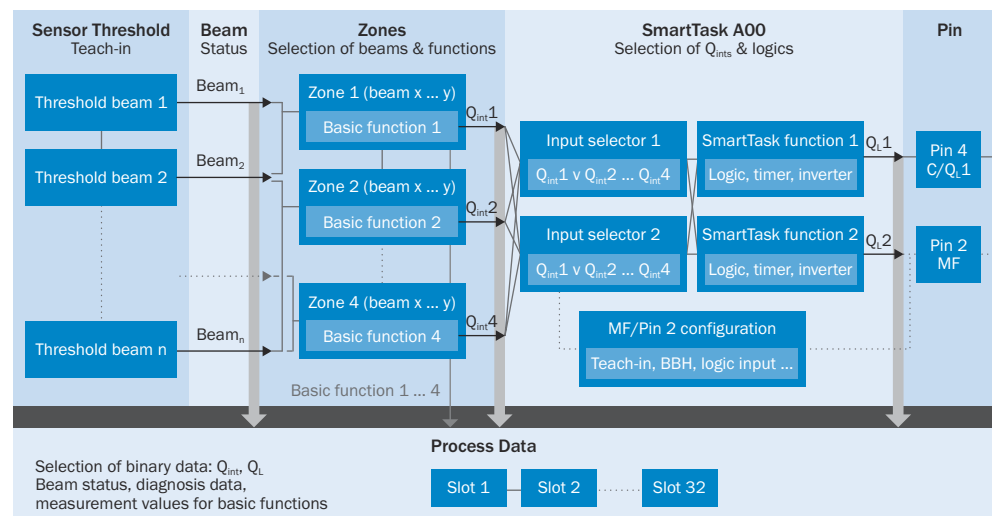 Sensor Threshold
Teach-in
Beam
Status
Zones
Selection of beams & functions
SmartTask A00
Selection of Qints & logics
Pin
Threshold beam 1
Threshold beam 2
Threshold beam n
Beam1
Beam2
Beamn
Zone 1 (beam x ... y)
Basic function 1
Zone 2 (beam x ... y)
Basic function 2
Zone 4 (beam x ... y)
Basic function 4
Basic function 1 ... 4
Qint1
Qint2
Qint4
Input selector 1
Qint1 v Qint2 ... Qint4
Input selector 2
Qint1 v Qint2 ... Qint4
SmartTask function 1
Logic, timer, inverter
SmartTask function 2
Logic, timer, inverter
MF/Pin 2 configuration
Teach-in, BBH, logic input ...
QL1
QL2
Pin 4
C/QL1
Pin 2
MF
Process Data
Selection of binary data: Qint, QL
Beam status, diagnosis data,
measurement values for basic functions
Slot 1
Slot 2
Slot 32